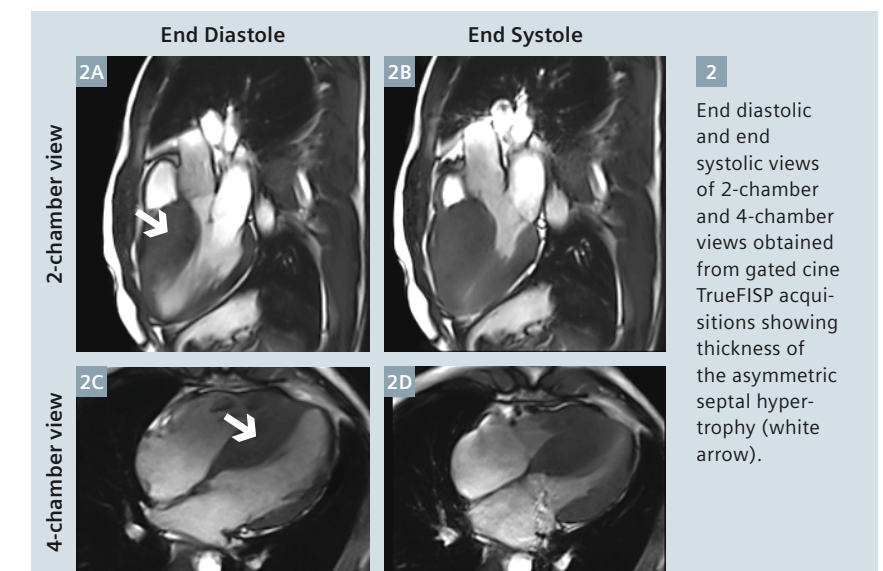 End Diastole
End Systole
2-chamber view
2A
2B
2
End diastolic
and end
systolic views
of 2-chamber
and 4-chamber
views obtained
from gated cine
TrueFISP acqui-
sitions showing
thickness of
the asymmetric
septal hyper-
trophy (white
arrow).
4-chamber view
2C
2D